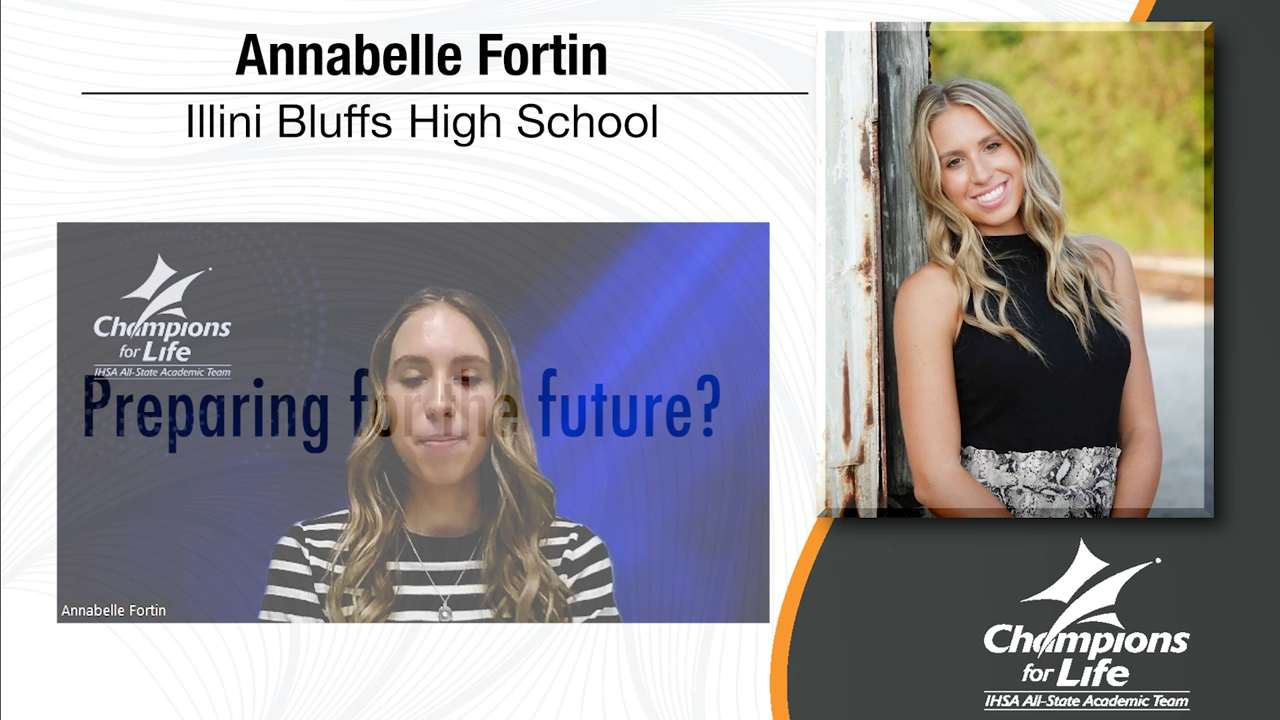 Annabelle Fortin
Illini Bluffs High School
Champions
for Life
IHSA All-State Academic Team
Preparing for the future?
Annabelle Fortin
Champions
for Life
IHSA All-State Academic Team